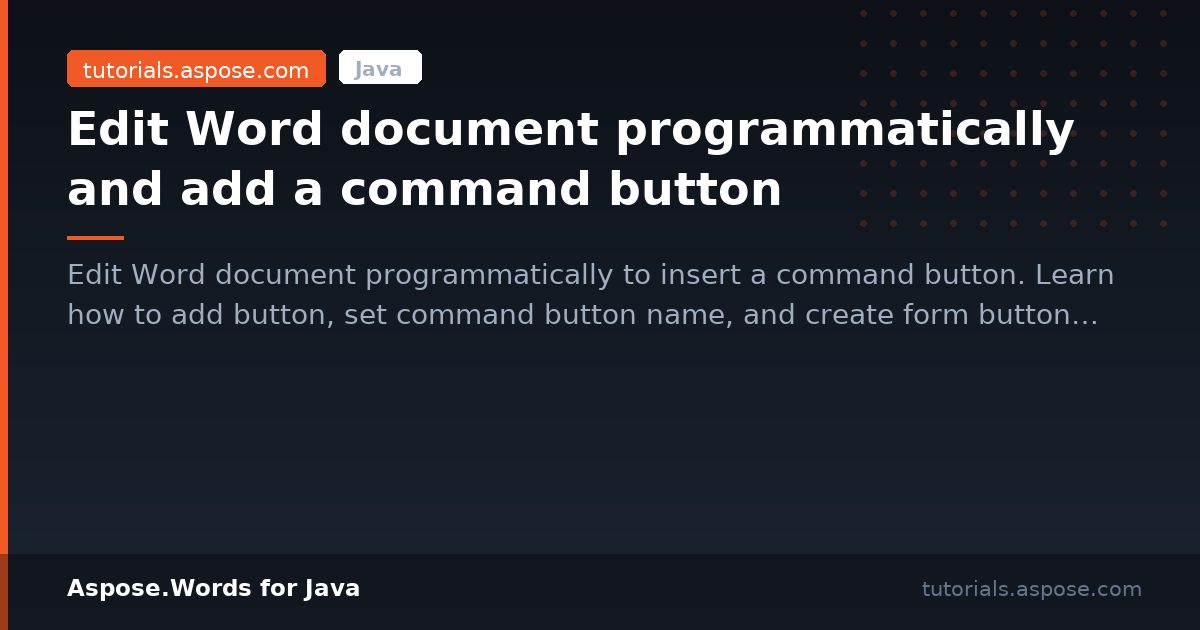 tutorials.aspose.com
Java
Edit Word document programmatically
and add a command button
Edit Word document programmatically to insert a command button. Learn
how to add button, set command button name, and create form button…
Aspose.Words for Java
tutorials.aspose.com